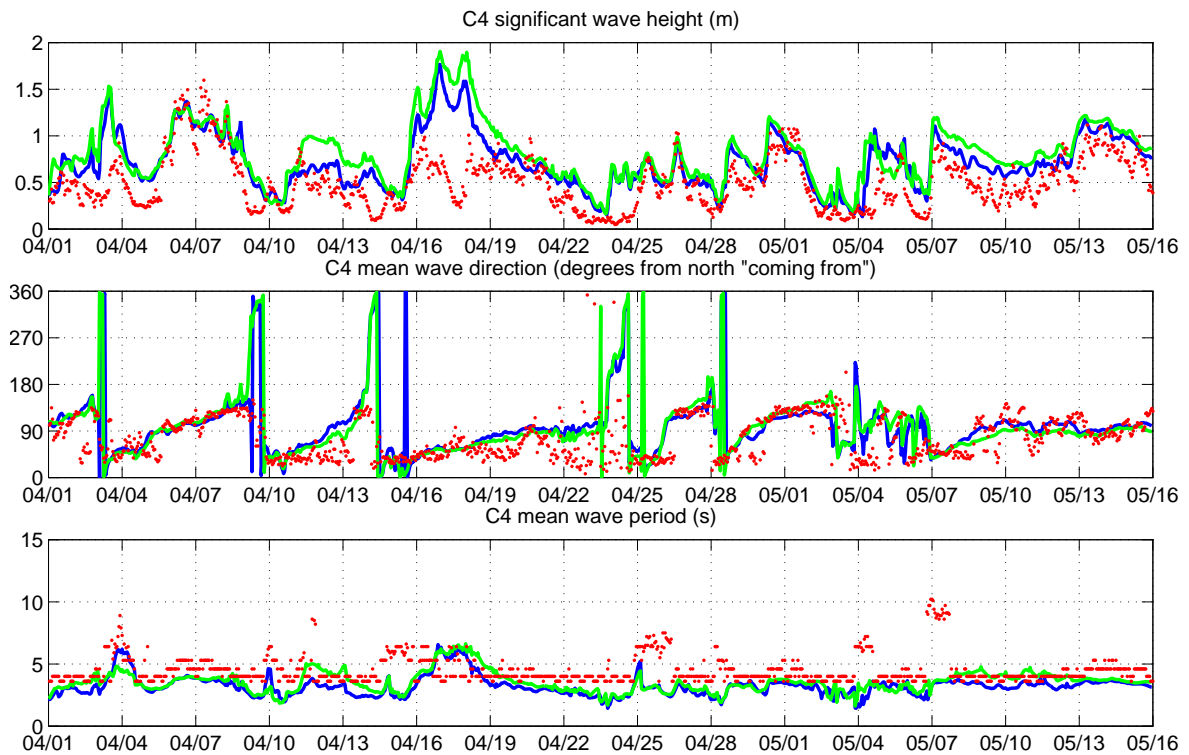 C4 significant wave height (m)
2
1.5
1
0.5
0
04/01 04/04 04/07 04/10 04/13 04/16 04/19 04/22 04/25 04/28 05/01 05/04 05/07 05/10 05/13 05/16
C4 mean wave direction (degrees from north "coming from")
360
270
180
90
0
04/01 04/04 04/07 04/10 04/13 04/16 04/19 04/22 04/25 04/28 05/01 05/04 05/07 05/10 05/13 05/16
C4 mean wave period (s)
15
10
5
0
04/01 04/04 04/07 04/10 04/13 04/16 04/19 04/22 04/25 04/28 05/01 05/04 05/07 05/10 05/13 05/16